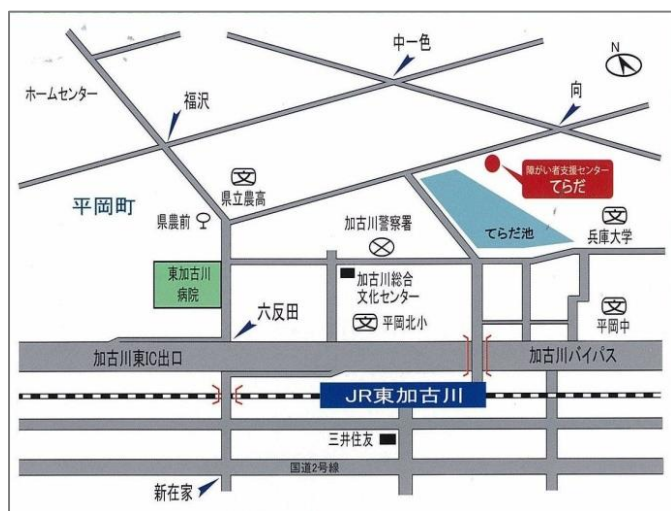 中一色
N
ホームセンター
福沢
向
障がい者支援センター
てらだ
文
県立農高
平岡町
県農前
加古川警察署
てらだ池
文
兵庫大学
東加古川
病院
加古川総合
文化センター
六反田
文
平岡北小
文
平岡中
加古川東IC出口
加古川バイパス
JR東加古川
三井住友
国道2号線
新在家